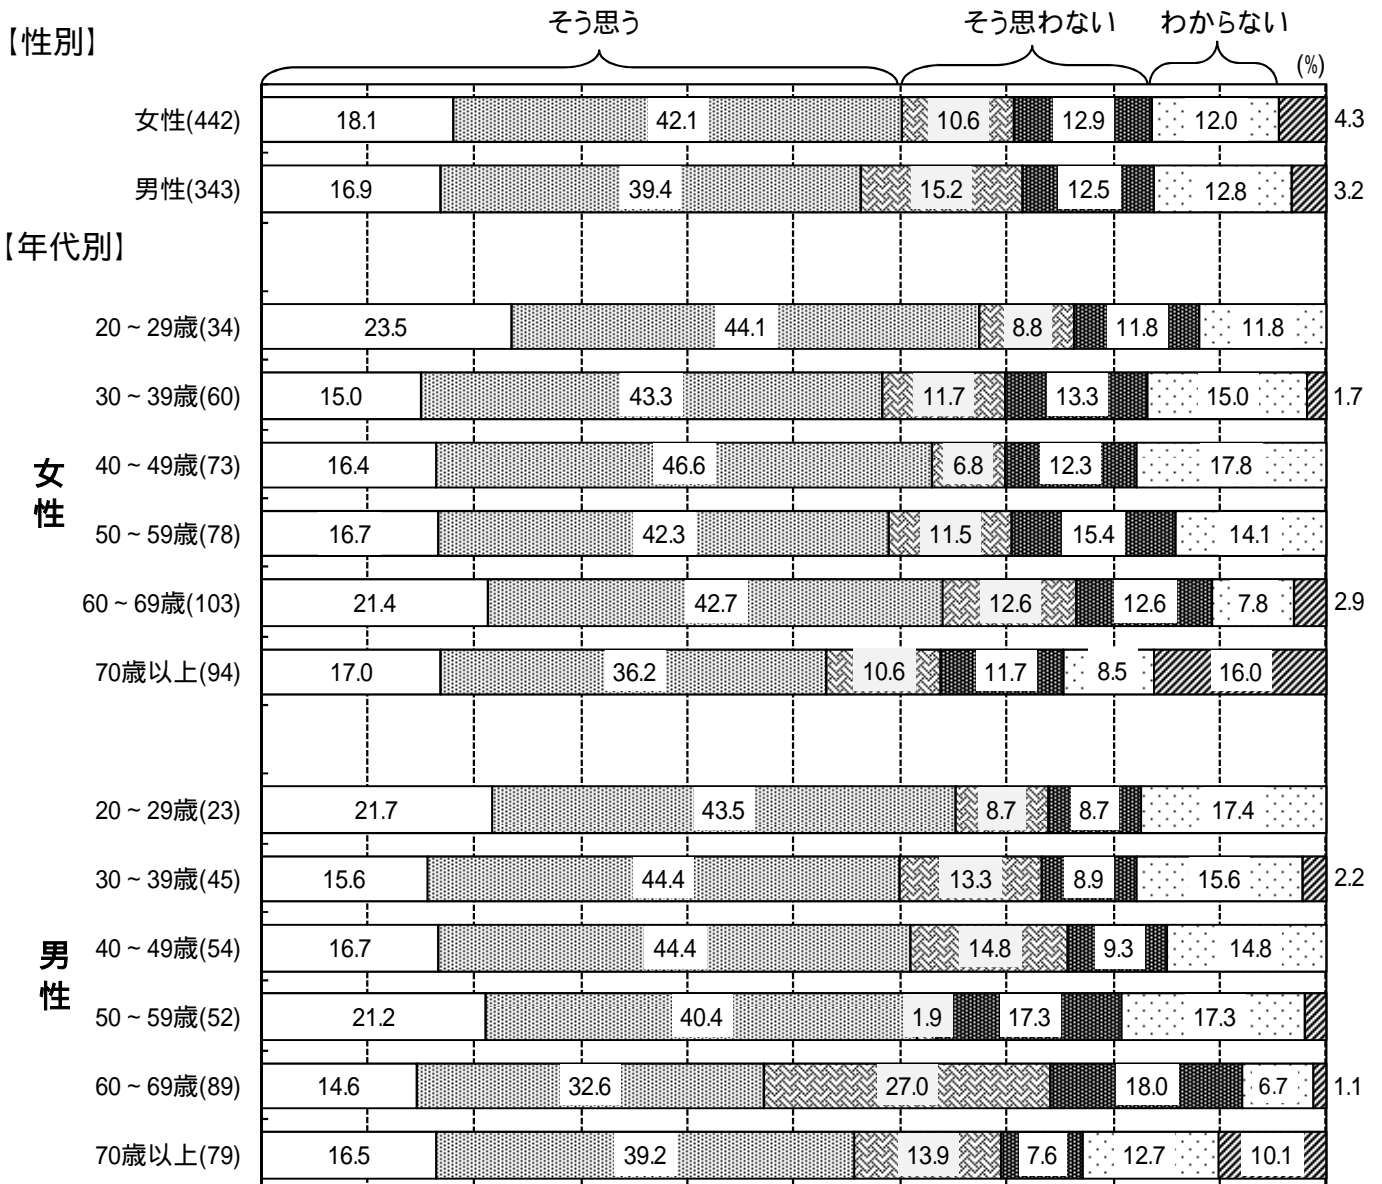 そう思う そう思わない わからない
【性別】
(%)
女性(442) 18.1 42.1 10.6 12.9 12.0 4.3
男性(343) 16.9 39.4 15.2 12.5 12.8 3.2
【年代別】
女性
20~29歳(34) 23.5 44.1 8.8 11.8 11.8
30~39歳(60) 15.0 43.3 11.7 13.3 15.0 1.7
40~49歳(73) 16.4 46.6 6.8 12.3 17.8
50~59歳(78) 16.7 42.3 11.5 15.4 14.1
60~69歳(103) 21.4 42.7 12.6 12.6 7.8 2.9
70歳以上(94) 17.0 36.2 10.6 11.7 8.5 16.0
男性
20~29歳(23) 21.7 43.5 8.7 8.7 17.4
30~39歳(45) 15.6 44.4 13.3 8.9 15.6 2.2
40~49歳(54) 16.7 44.4 14.8 9.3 14.8
50~59歳(52) 21.2 40.4 1.9 17.3 17.3
60~69歳(89) 14.6 32.6 27.0 18.0 6.7 1.1
70歳以上(79) 16.5 39.2 13.9 7.6 12.7 10.1